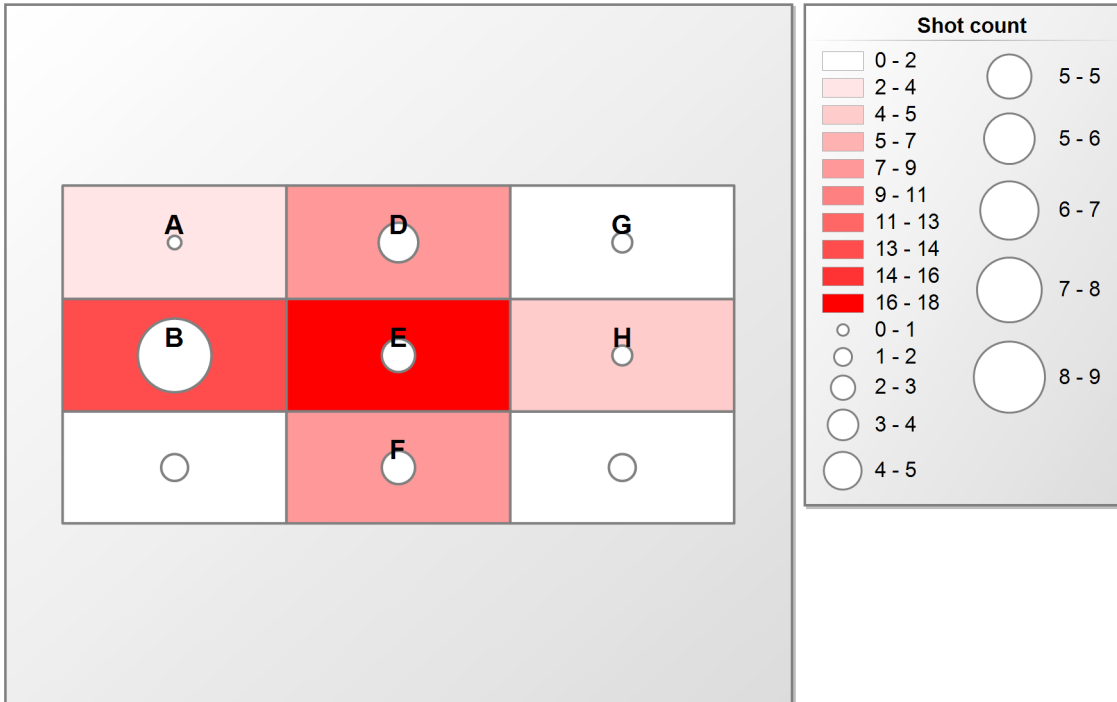 Shot count
A
D
G
B
E
H
F
0 - 2
2 - 4
4 - 5
5 - 7
7 - 9
9 - 11
11 - 13
13 - 14
14 - 16
16 - 18
0 - 1
1 - 2
2 - 3
3 - 4
4 - 5
5 - 5
5 - 6
6 - 7
7 - 8
8 - 9